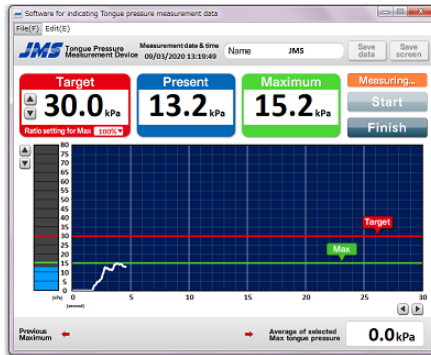 Software for indicating Tongue pressure measurement data
File(F) Edit(E)
JMS Tongue Pressure Measurement Device
Measurement date & time
09/03/2020 13:19:49
Name JMS
Save data
Save screen
Target
30.0 kPa
Ratio setting for Max 100%▼
Present
13.2 kPa
Maximum
15.2 kPa
Measuring...
Start
Finish
80
75
70
65
60
55
50
45
40
35
30
25
20
15
10
5
0
Target
Max
(kPa) 0 5 10 15 20 25 30
(second)
Previous Maximum
Average of selected Max tongue pressure
0.0 kPa